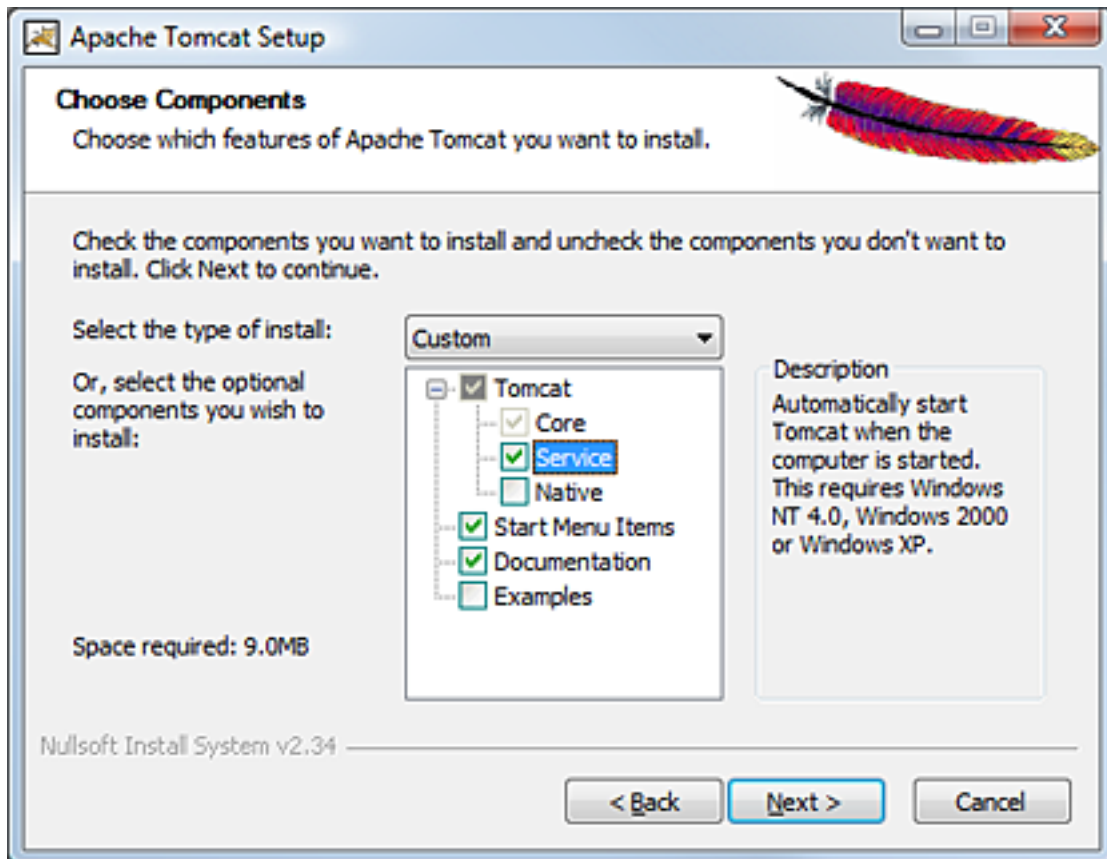 Apache Tomcat Setup
Choose Components
Choose which features of Apache Tomcat you want to install.
Check the components you want to install and uncheck the components you don't want to
install. Click Next to continue.
Select the type of install:
Custom
Or, select the optional
components you wish to
install:
Tomcat
Core
Service
Native
Start Menu Items
Documentation
Examples
Description
Automatically start
Tomcat when the
computer is started.
This requires Windows
NT 4.0, Windows 2000
or Windows XP.
Space required: 9.0MB
Nullsoft Install System v2.34
< Back
Next >
Cancel